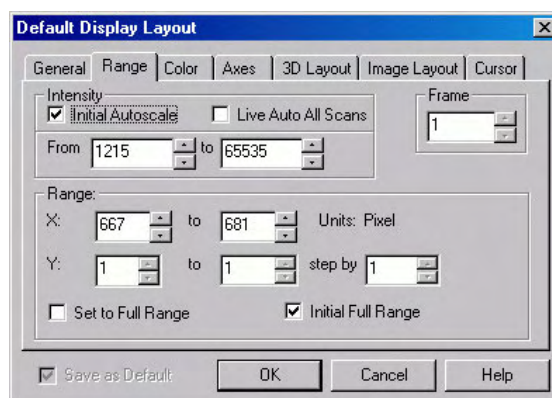 Default Display Layout
General Range Color Axes 3D Layout Image Layout Cursor
Intensity
Initial Autoscale Live Auto All Scans
Frame
1
From 1215 to 65535
Range:
X: 667 to 681 Units: Pixel
Y: 1 to 1 step by 1
Set to Full Range Initial Full Range
Save as Default OK Cancel Help